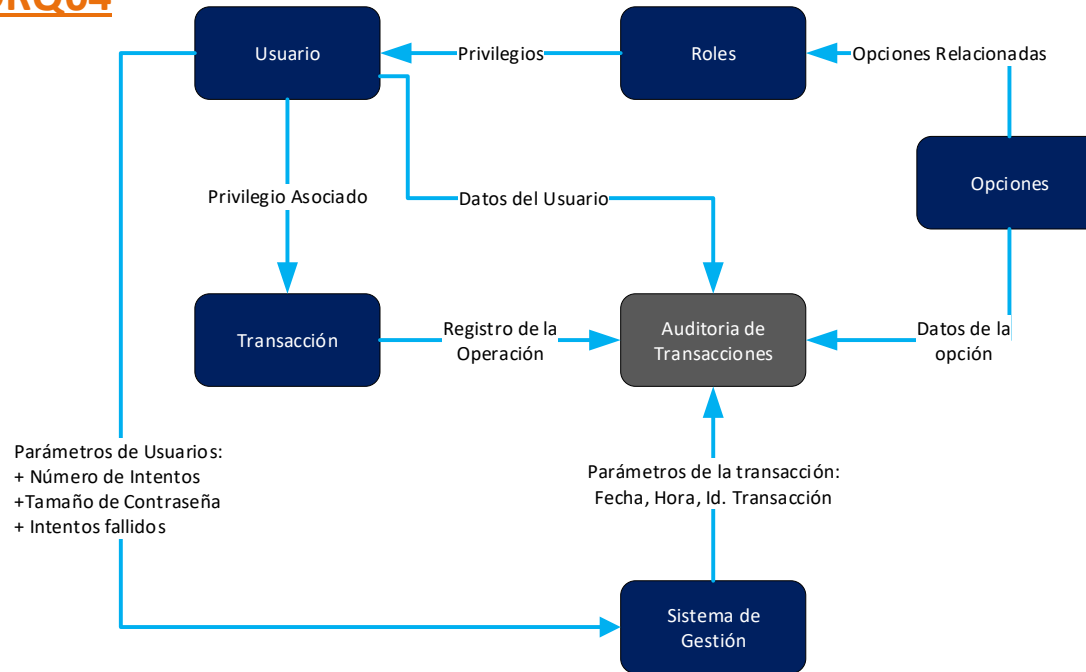 Usuario
Privilegios
Roles
Opciones Relacionadas
Opciones
Privilegio Asociado
Datos del Usuario
Transacción
Registro de la
Operación
Auditoria de
Transacciones
Datos de la
opción
Parámetros de Usuarios:
+ Número de Intentos
+Tamaño de Contraseña
+ Intentos fallidos
Parámetros de la transacción:
Fecha, Hora, Id. Transacción
Sistema de
Gestión